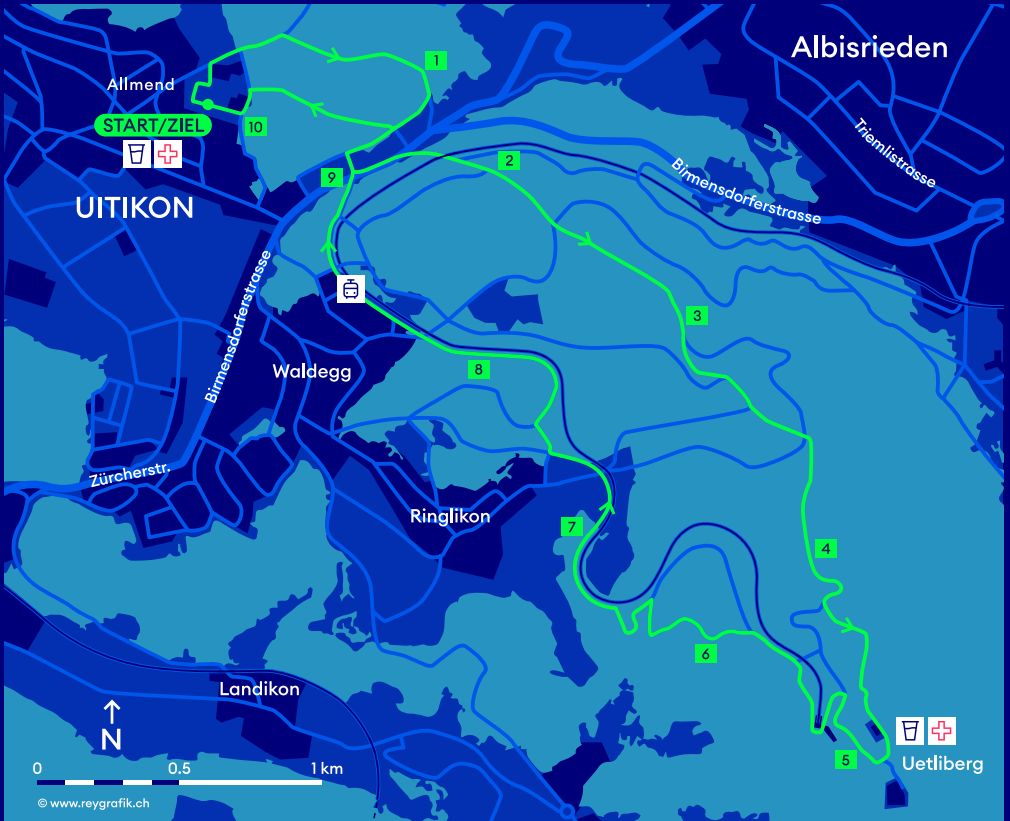 Albisrieden
Allmend
1
START/ZIEL
10
Triemlistrasse
2
9
Birmensdorferstrasse
UITIKON
Birmensdorferstrasse
3
Waldegg
8
Zürcherstr.
Ringlikon
7
4
6
Landikon
N
5
Uetliberg
0 0.5 1 km
© www.reygrafik.ch